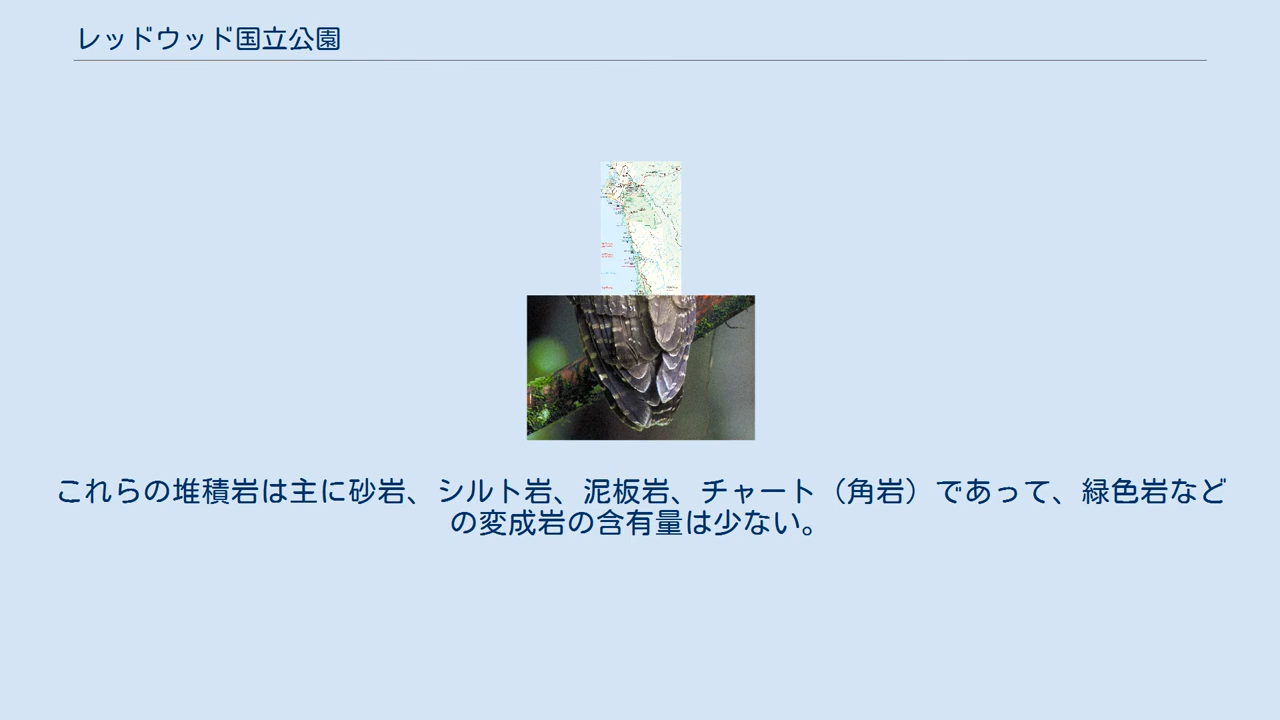 レッドウッド国立公園
これらの堆積岩は主に砂岩、シルト岩、泥板岩、チャート（角岩）であって、緑色岩など
の変成岩の含有量は少ない。